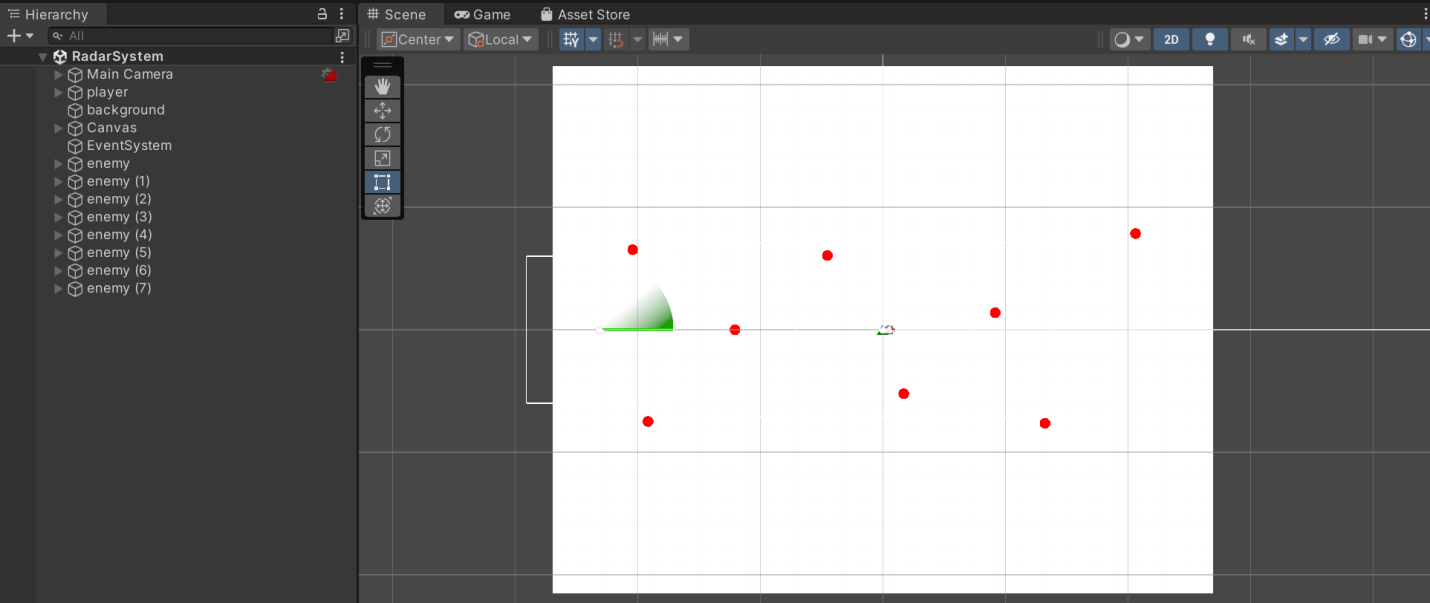 Hierarchy
Scene
Game
Asset Store
All
Center
Local
2D
RadarSystem
Main Camera
player
background
Canvas
EventSystem
enemy
enemy (1)
enemy (2)
enemy (3)
enemy (4)
enemy (5)
enemy (6)
enemy (7)